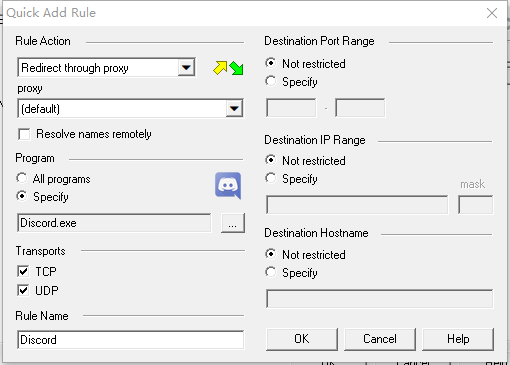 Quick Add Rule
Rule Action
Redirect through proxy
proxy
(default)
Resolve names remotely
Program
All programs
Specify
Discord.exe
...
Transports
TCP
UDP
Rule Name
Discord
Destination Port Range
Not restricted
Specify
-
Destination IP Range
Not restricted
Specify
mask
Destination Hostname
Not restricted
Specify
OK
Cancel
Help